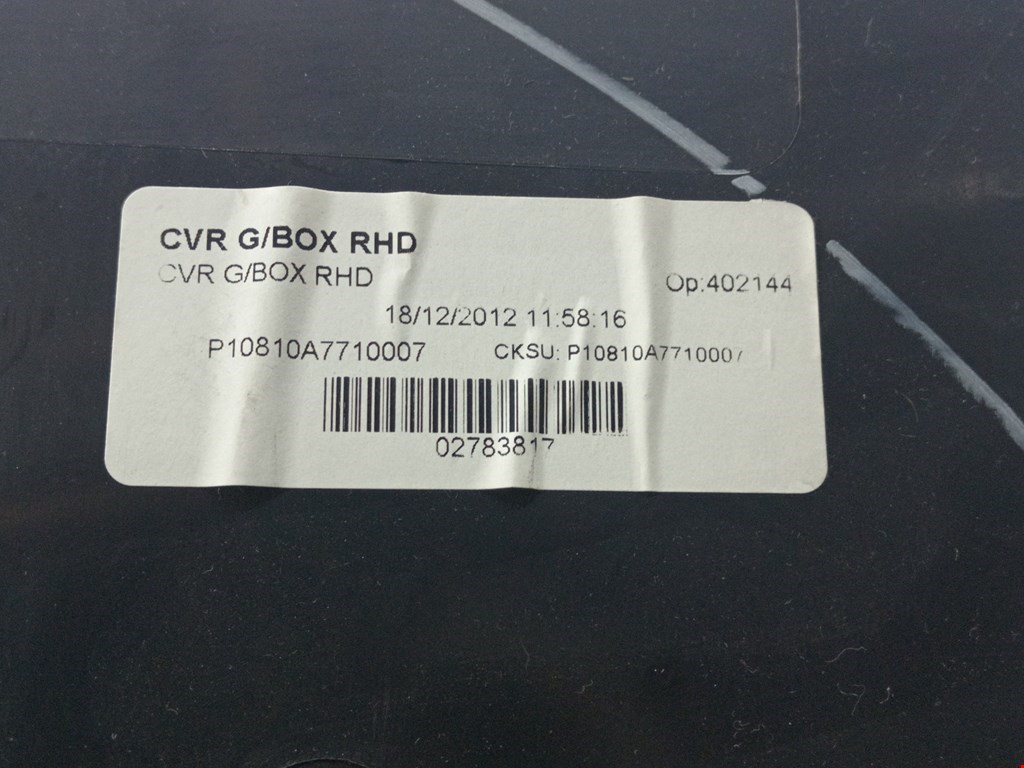 CVR G/BOX RHD
CVR G/BOX RHD
Op:402144
18/12/2012 11:58:16
P10810A7710007 CKSU: P10810A7710007
02783817